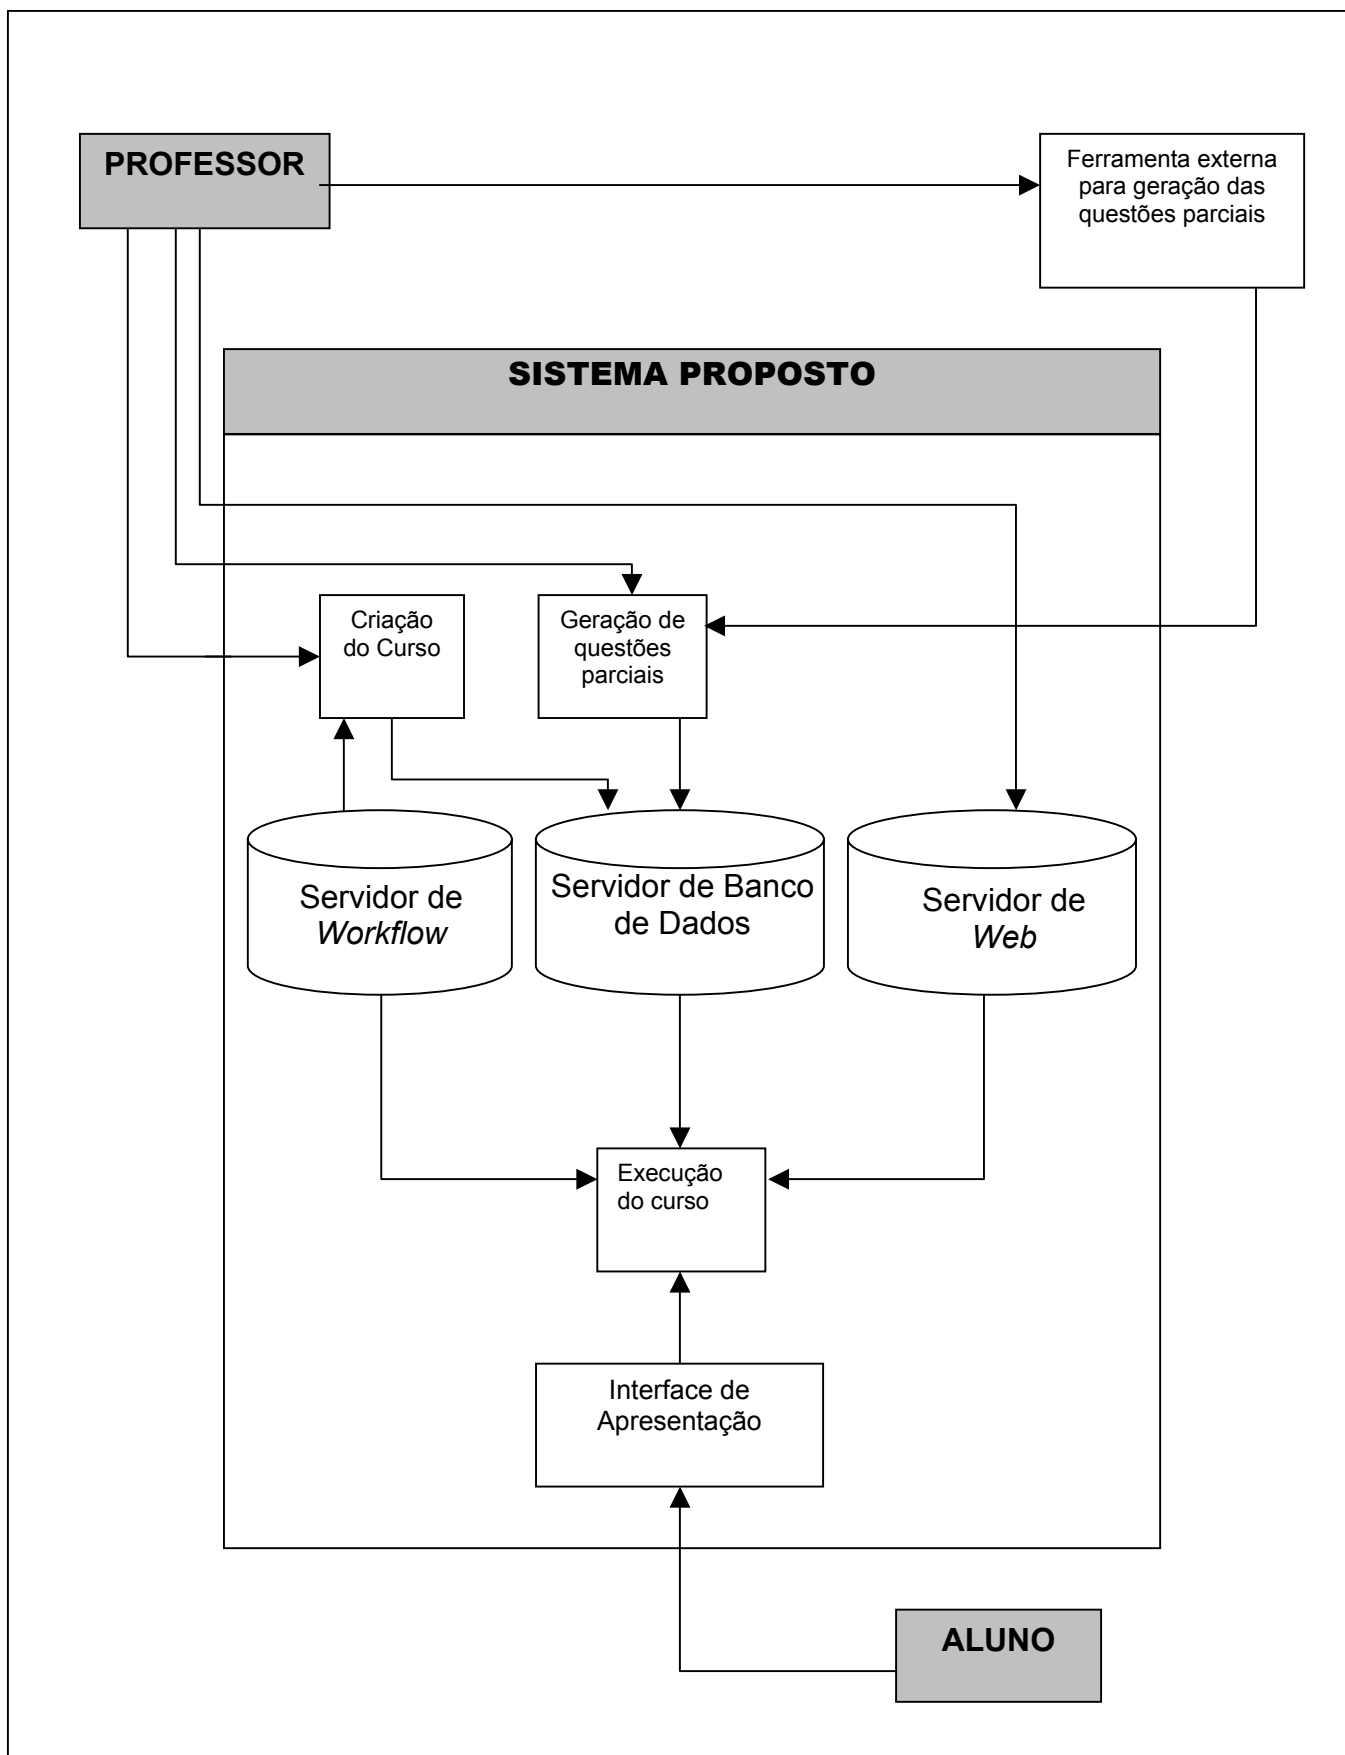 PROFESSOR
Ferramenta externa
para geração das
questões parciais
SISTEMA PROPOSTO
Criação
do Curso
Geração de
questões
parciais
Servidor de
Workflow
Servidor de Banco
de Dados
Servidor de
Web
Execução
do curso
Interface de
Apresentação
ALUNO